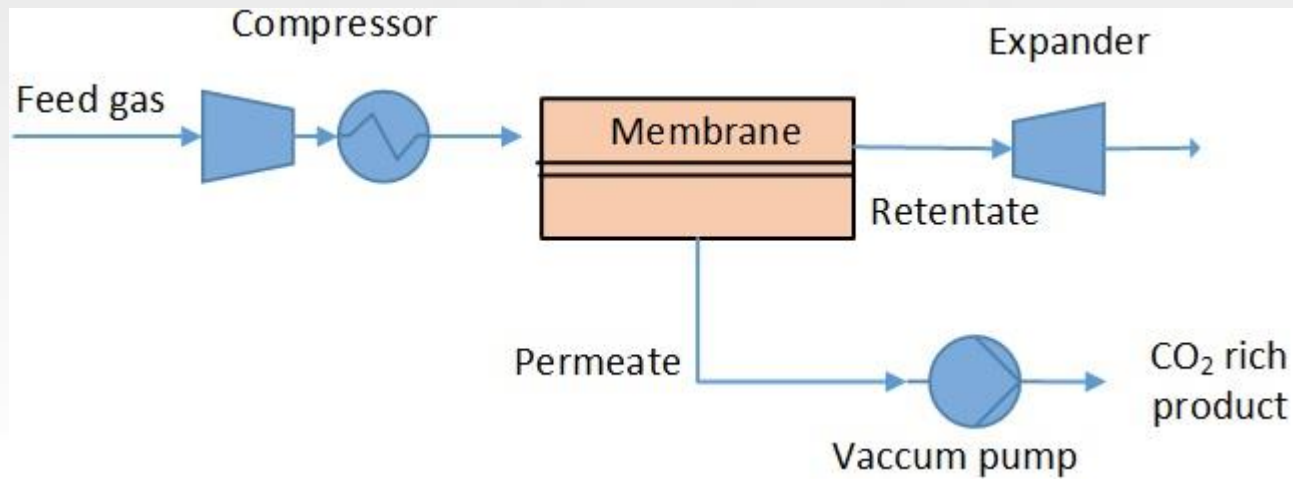 Compressor
Expander
Feed gas
Membrane
Retentate
Permeate
CO₂ rich
product
Vaccum pump